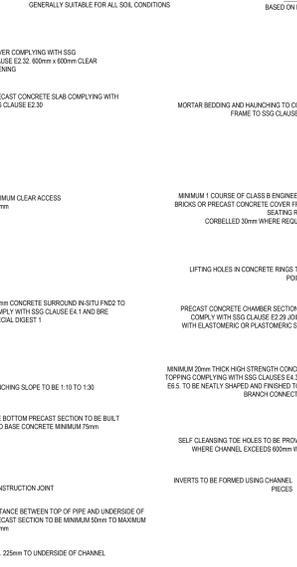 GENERALLY SUITABLE FOR ALL SOIL CONDITIONS
BASED ON
VER COMPLYING WITH SSG
AUSE E2.32. 600mm x 600mm CLEAR
ENING
ECAST CONCRETE SLAB COMPLYING WITH
G CLAUSE E2.30
MORTAR BEDDING AND HAUNCHING TO CO
FRAME TO SSG CLAUSE
IMUM CLEAR ACCESS
mm
MINIMUM 1 COURSE OF CLASS B ENGINEE
BRICKS OR PRECAST CONCRETE COVER FR
SEATING R
CORBELLED 30mm WHERE REQU
LIFTING HOLES IN CONCRETE RINGS T
POI
mm CONCRETE SURROUND IN-SITU FND2 TO
MPLY WITH SSG CLAUSE E4.1 AND BRE
ECIAL DIGEST 1
PRECAST CONCRETE CHAMBER SECTION
COMPLY WITH SSG CLAUSE E2.29 JOI
WITH ELASTOMERIC OR PLASTOMERIC S
MINIMUM 20mm THICK HIGH STRENGTH CONC
TOPPING COMPLYING WITH SSG CLAUSES E4.3
E6.5. TO BE NEATLY SHAPED AND FINISHED TO
BRANCH CONNECT
NCHING SLOPE TO BE 1:10 TO 1:30
E BOTTOM PRECAST SECTION TO BE BUILT
O BASE CONCRETE MINIMUM 75mm
SELF CLEANSING TOE HOLES TO BE PROV
WHERE CHANNEL EXCEEDS 600mm W
NSTRUCTION JOINT
INVERTS TO BE FORMED USING CHANNEL
PIECES
STANCE BETWEEN TOP OF PIPE AND UNDERSIDE OF
ECAST SECTION TO BE MINIMUM 50mm TO MAXIMUM
mm
. 225mm TO UNDERSIDE OF CHANNEL